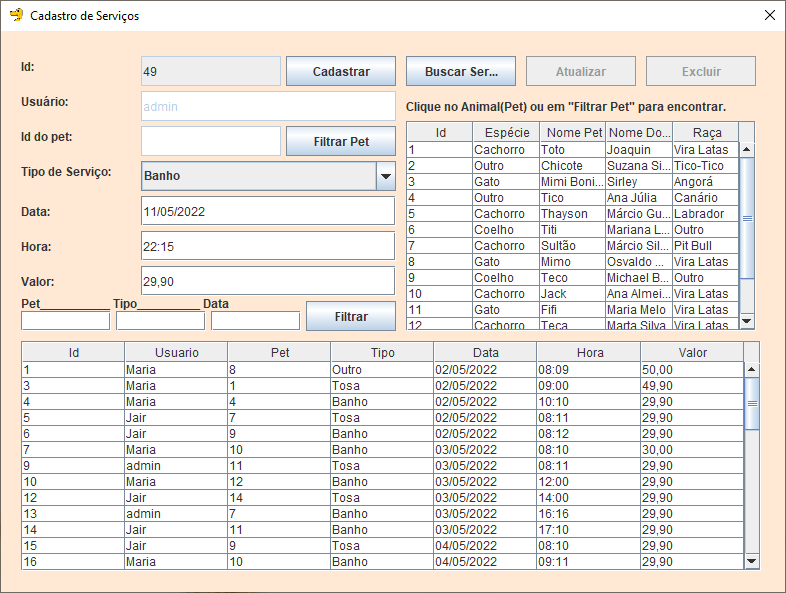 Cadastro de Serviços
Id: 49 Cadastrar Buscar Ser... Atualizar Excluir
Usuário: admin
Clique no Animal(Pet) ou em "Filtrar Pet" para encontrar.
Id do pet: Filtrar Pet
Tipo de Serviço: Banho
Data: 11/05/2022
Hora: 22:15
Valor: 29,90
Pet__________ Tipo_________ Data
Filtrar
Id Espécie Nome Pet Nome Do... Raça
1 Cachorro Toto Joaquin Vira Latas
2 Outro Chicote Suzana Si... Tico-Tico
3 Gato Mimi Boni... Sirley Angorá
4 Outro Tico Ana Júlia Canário
5 Cachorro Thayson Márcio Gu... Labrador
6 Coelho Titi Mariana L... Outro
7 Cachorro Sultão Márcio Sil... Pit Bull
8 Gato Mimo Osvaldo ... Vira Latas
9 Coelho Teco Michael B... Outro
10 Cachorro Jack Ana Almei... Vira Latas
11 Gato Fifi Maria Melo Vira Latas
12 Cachorro Teca Marta Silva Vira Latas
Id Usuario Pet Tipo Data Hora Valor
1 Maria 8 Outro 02/05/2022 08:09 50,00
3 Maria 1 Tosa 02/05/2022 09:00 49,90
4 Maria 4 Banho 02/05/2022 10:10 29,90
5 Jair 7 Tosa 02/05/2022 08:11 29,90
6 Jair 9 Banho 02/05/2022 08:12 29,90
7 Maria 10 Banho 03/05/2022 08:10 30,00
9 admin 11 Tosa 03/05/2022 08:11 29,90
10 Maria 12 Banho 03/05/2022 12:00 29,90
12 Jair 14 Tosa 03/05/2022 14:00 29,90
13 admin 7 Banho 03/05/2022 16:16 29,90
14 Jair 11 Banho 03/05/2022 17:10 29,90
15 Jair 9 Tosa 04/05/2022 08:10 29,90
16 Maria 10 Banho 04/05/2022 09:11 29,90